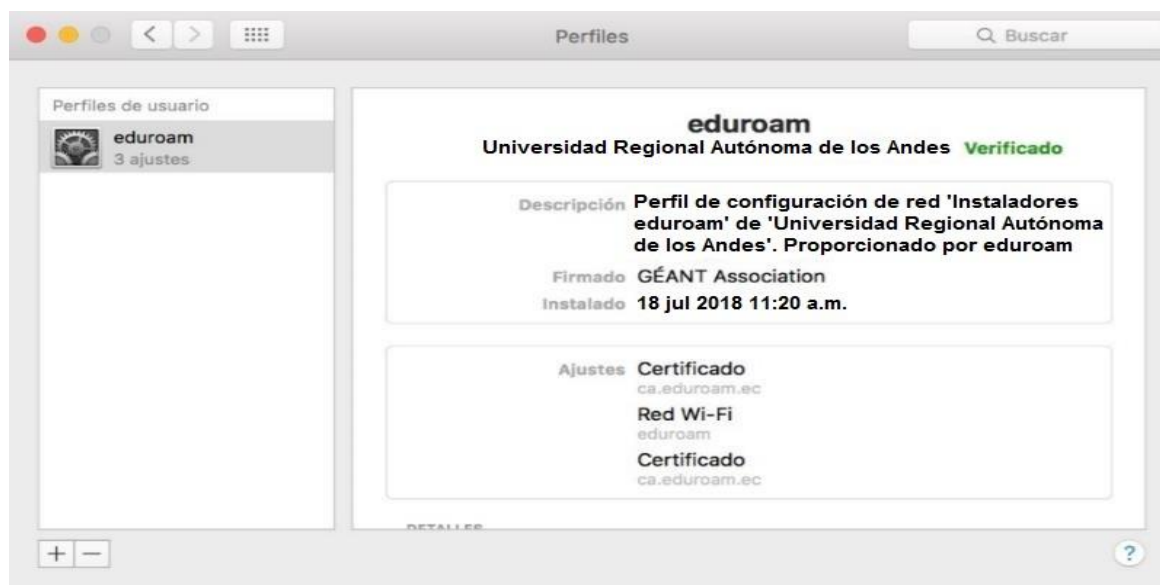 Perfiles
Buscar
Perfiles de usuario
eduroam
3 ajustes
eduroam
Universidad Regional Autónoma de los Andes Verificado
Descripción Perfil de configuración de red 'Instaladores
eduroam' de 'Universidad Regional Autónoma
de los Andes'. Proporcionado por eduroam
Firmado GÉANT Association
Instalado 18 jul 2018 11:20 a.m.
Ajustes Certificado
ca.eduroam.ec
Red Wi-Fi
eduroam
Certificado
ca.eduroam.ec
DETALLES
+ −
?